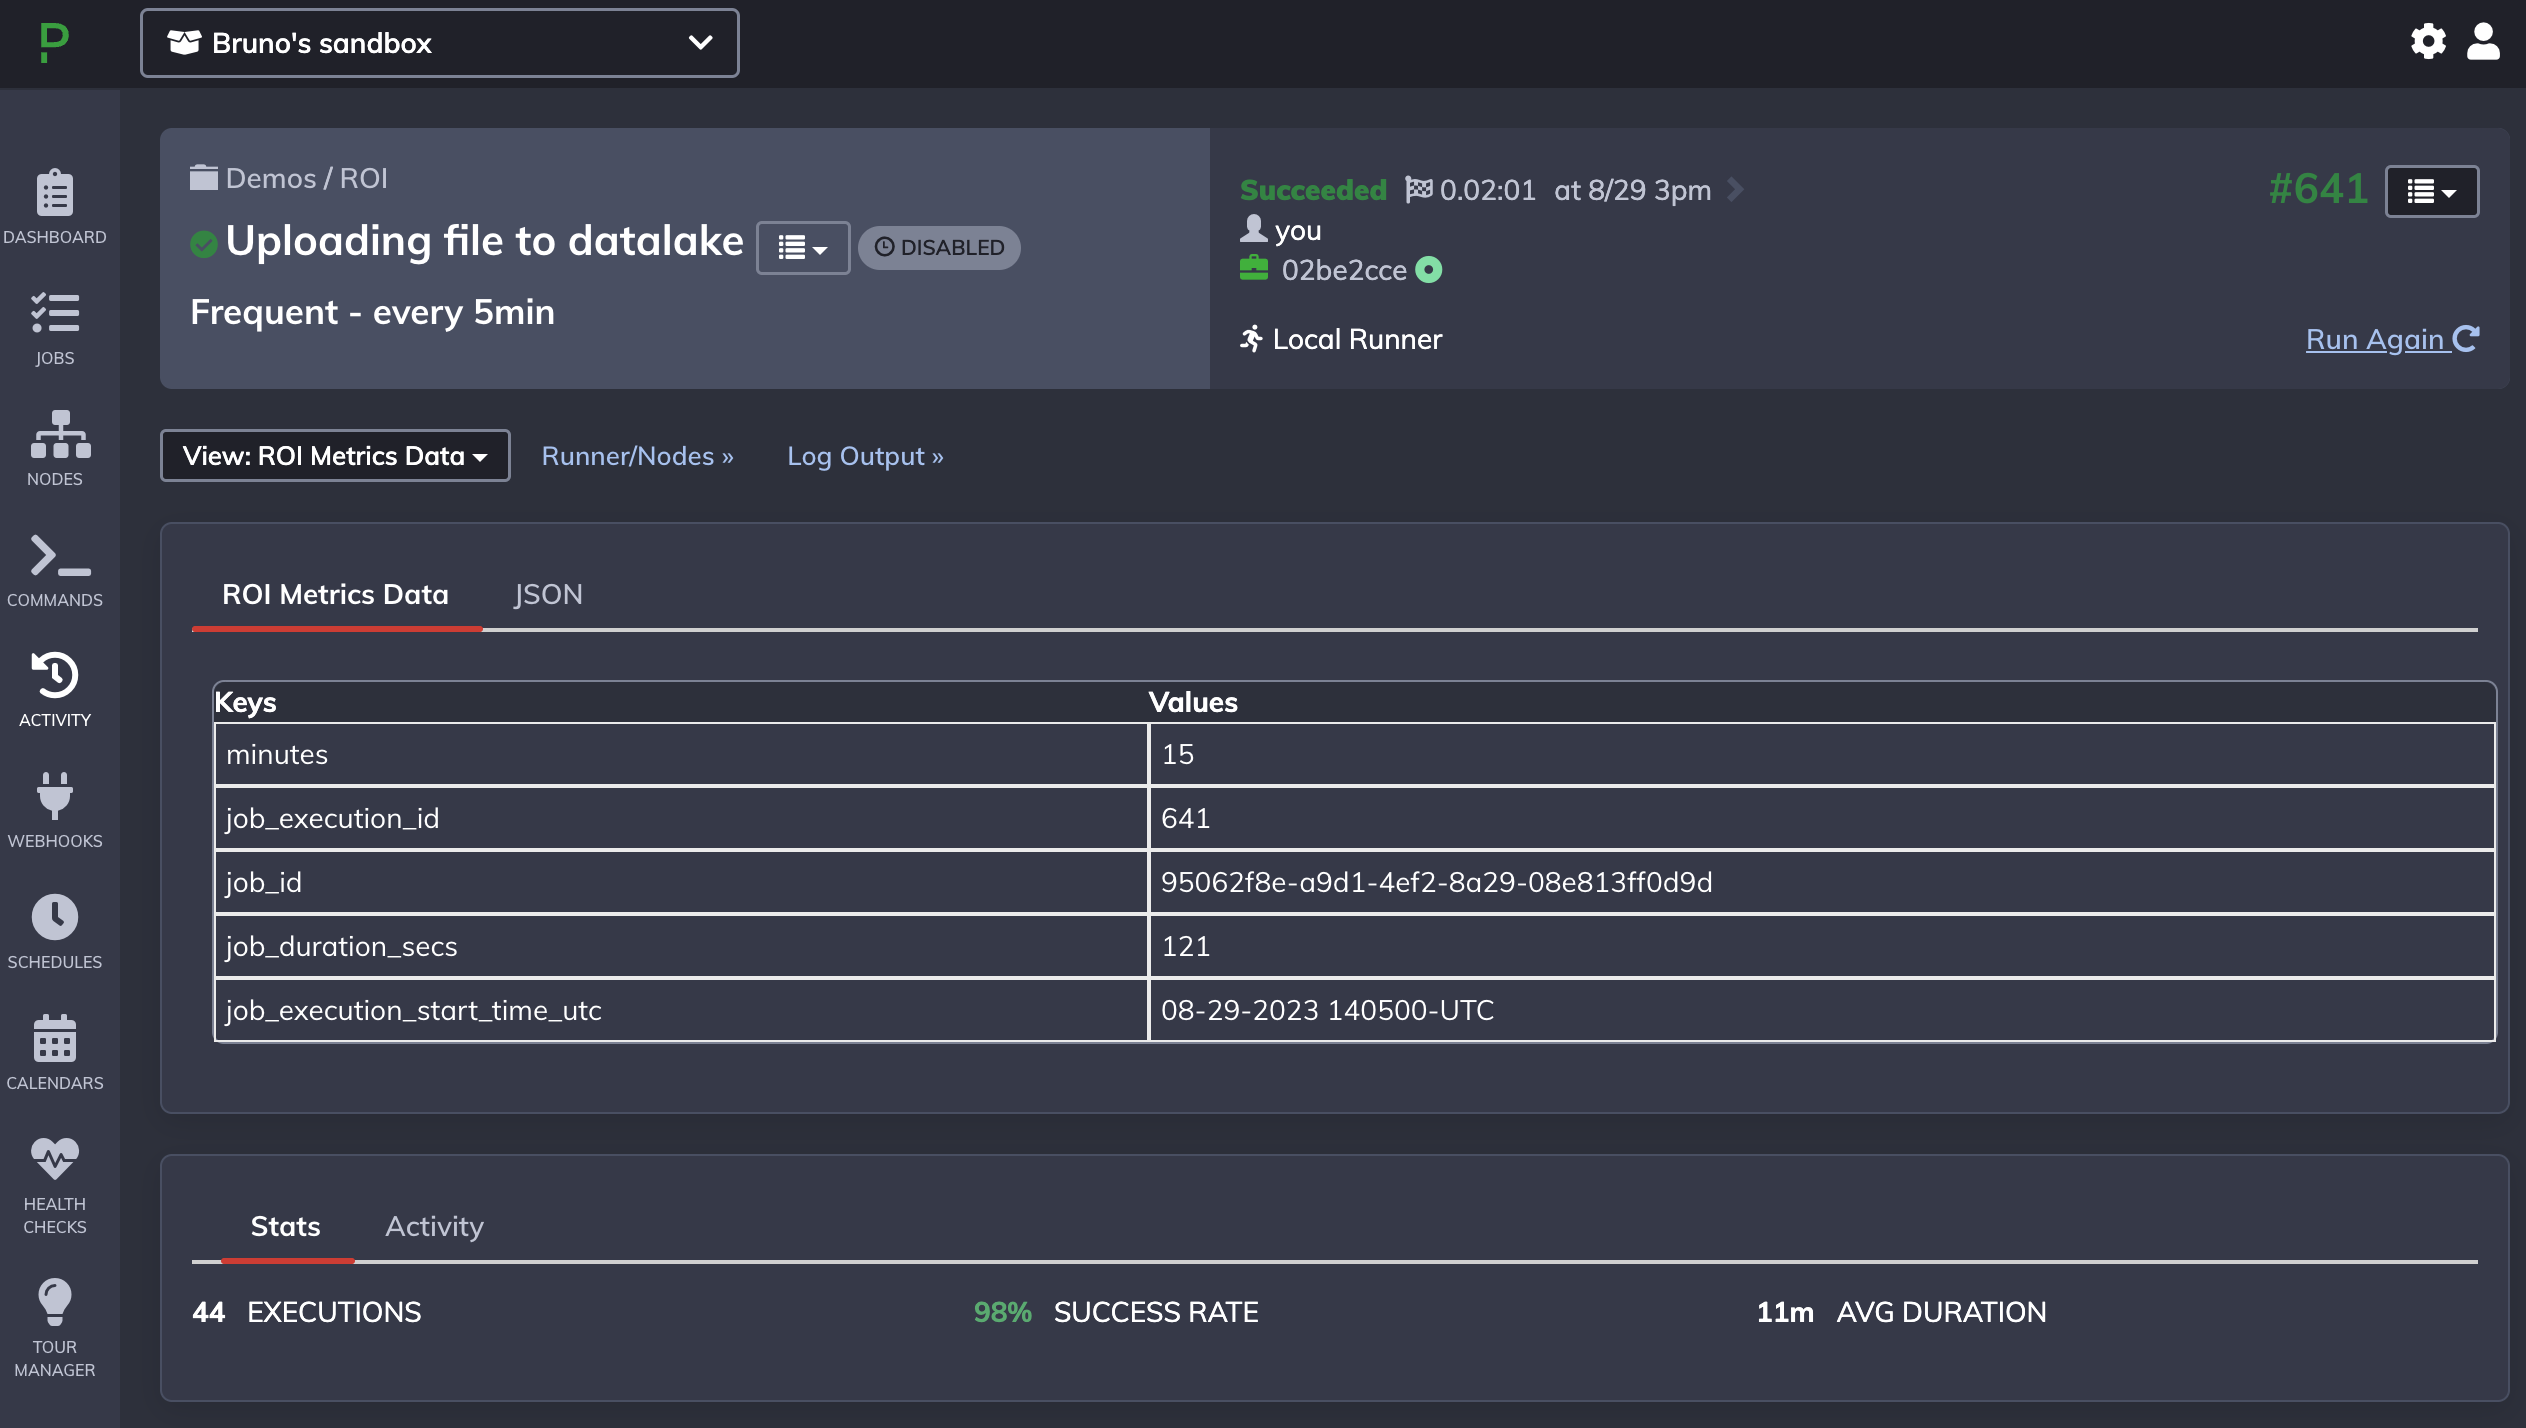 P
Bruno's sandbox
DASHBOARD
JOBS
NODES
COMMANDS
ACTIVITY
WEBHOOKS
SCHEDULES
CALENDARS
HEALTH
CHECKS
TOUR
MANAGER
Demos / ROI
Uploading file to datalake
DISABLED
Frequent - every 5min
Succeeded 0.02:01 at 8/29 3pm
#641
you
02be2cce
Local Runner
Run Again
View: ROI Metrics Data
Runner/Nodes »
Log Output »
ROI Metrics Data
JSON
Keys Values
minutes 15
job_execution_id 641
job_id 95062f8e-a9d1-4ef2-8a29-08e813ff0d9d
job_duration_secs 121
job_execution_start_time_utc 08-29-2023 140500-UTC
Stats
Activity
44 EXECUTIONS
98% SUCCESS RATE
11m AVG DURATION